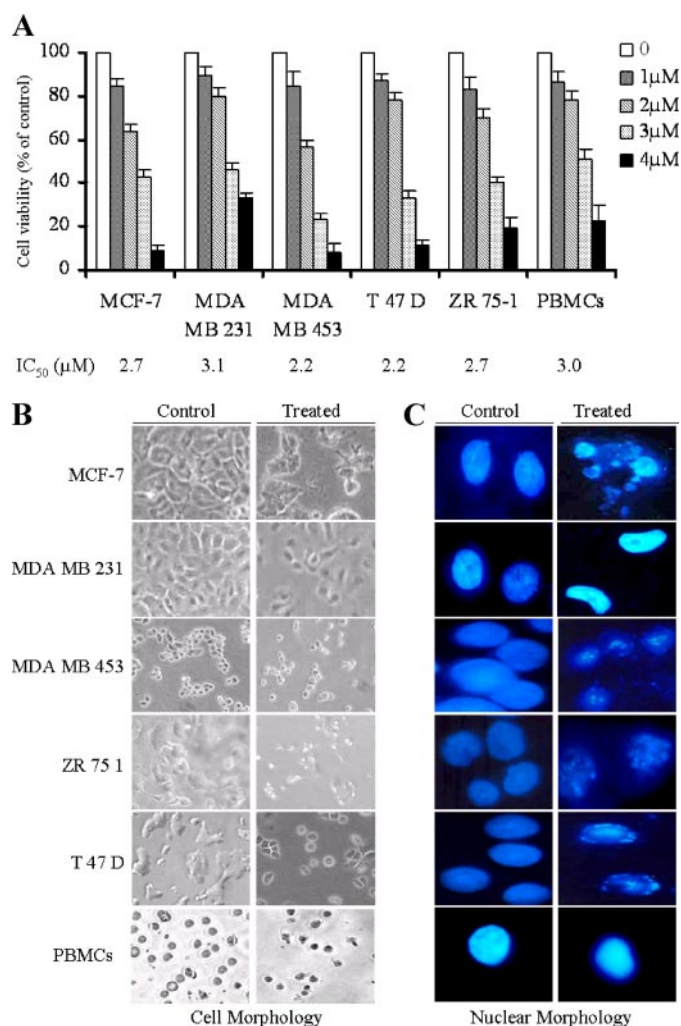 A
Cell viability (% of control)
100
80
60
40
20
0
0
1µM
2µM
3µM
4µM
MCF-7
MDA
MB 231
MDA
MB 453
T 47 D
ZR 75-1
PBMCs
IC50 (µM)
2.7
3.1
2.2
2.2
2.7
3.0
B
Control
Treated
C
Control
Treated
MCF-7
MDA MB 231
MDA MB 453
ZR 75 1
T 47 D
PBMCs
Cell Morphology
Nuclear Morphology